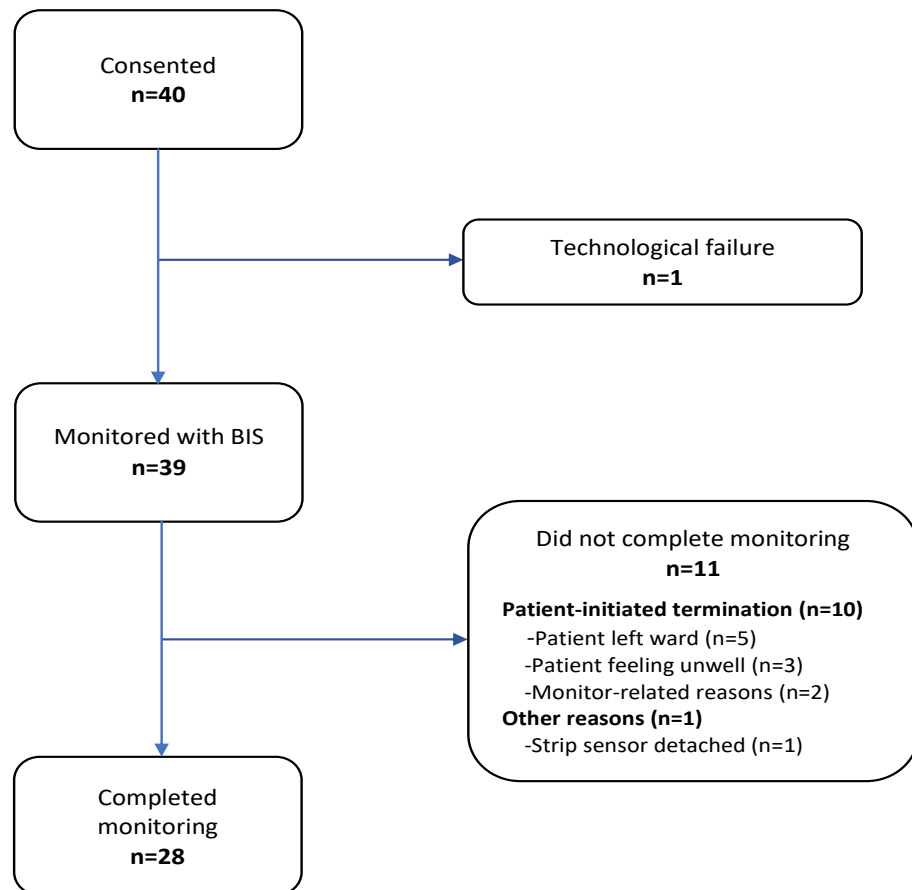 Consented
n=40
Technological failure
n=1
Monitored with BIS
n=39
Did not complete monitoring
n=11
Patient-initiated termination (n=10)
-Patient left ward (n=5)
-Patient feeling unwell (n=3)
-Monitor-related reasons (n=2)
Other reasons (n=1)
-Strip sensor detached (n=1)
Completed
monitoring
n=28